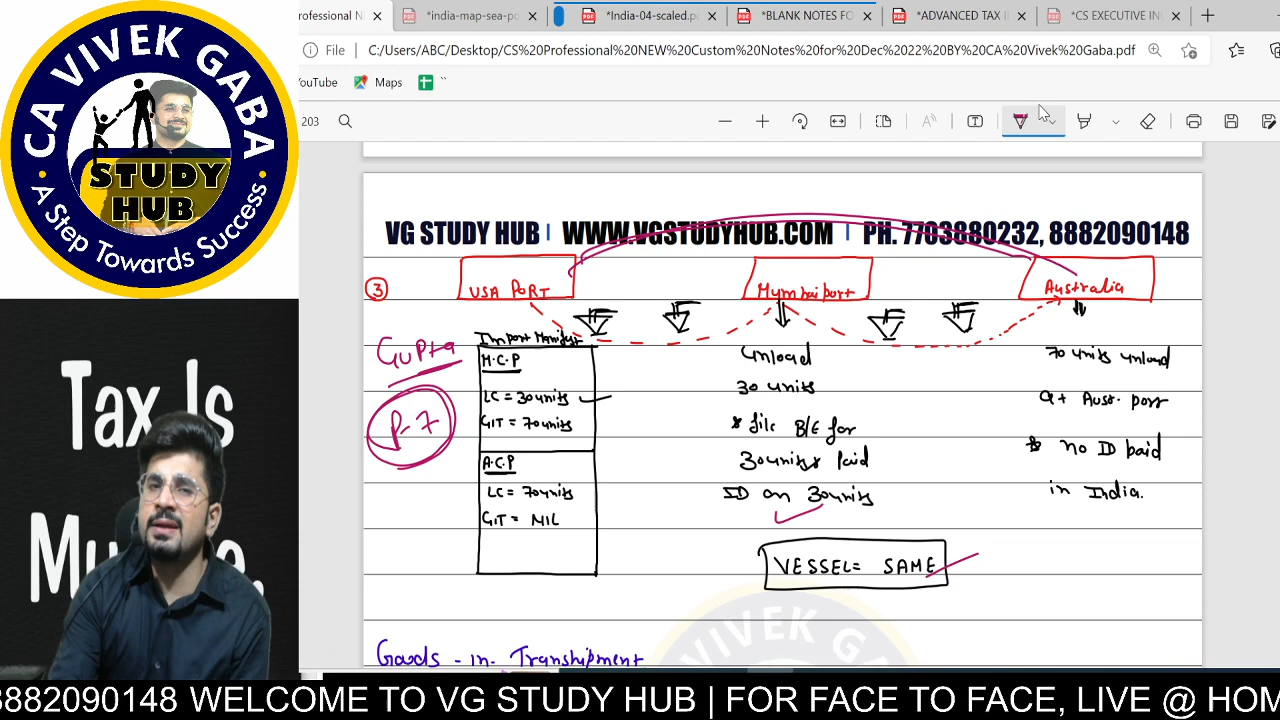 CA VIVEK GABA
STUDY
HUB
A Step Towards Success
Tax Is
rofessional N
*india-map-sea-po
*India-04-scaled.p
*BLANK NOTES FO
*ADVANCED TAX
*CS EXECUTIVE IN
File
C:/Users/ABC/Desktop/CS%20Professional%20NEW%20Custom%20Notes%20for%20Dec%2022%20BY%20CA%20Vivek%20Gaba.pdf
ouTube
Maps
203
VG STUDY HUB | WWW.VGSTUDYHUB.COM | PH. 7703880232, 8882090148
3
USA PORT
Mumbai port
Australia
Import Manifest
Gupta
P-7
M.C.P
LC = 30 units
GIT = 70 units
A.C.P
LC = 70 units
GIT = NIL
unload
30 units
* file B/E for
30 units Paid
ID on 30 units
70 units unload
at Aust. port
* no ID paid
in India.
VESSEL = SAME
Goods - in - Transhipment
VIVEK
8882090148 WELCOME TO VG STUDY HUB | FOR FACE TO FACE, LIVE @ HOM